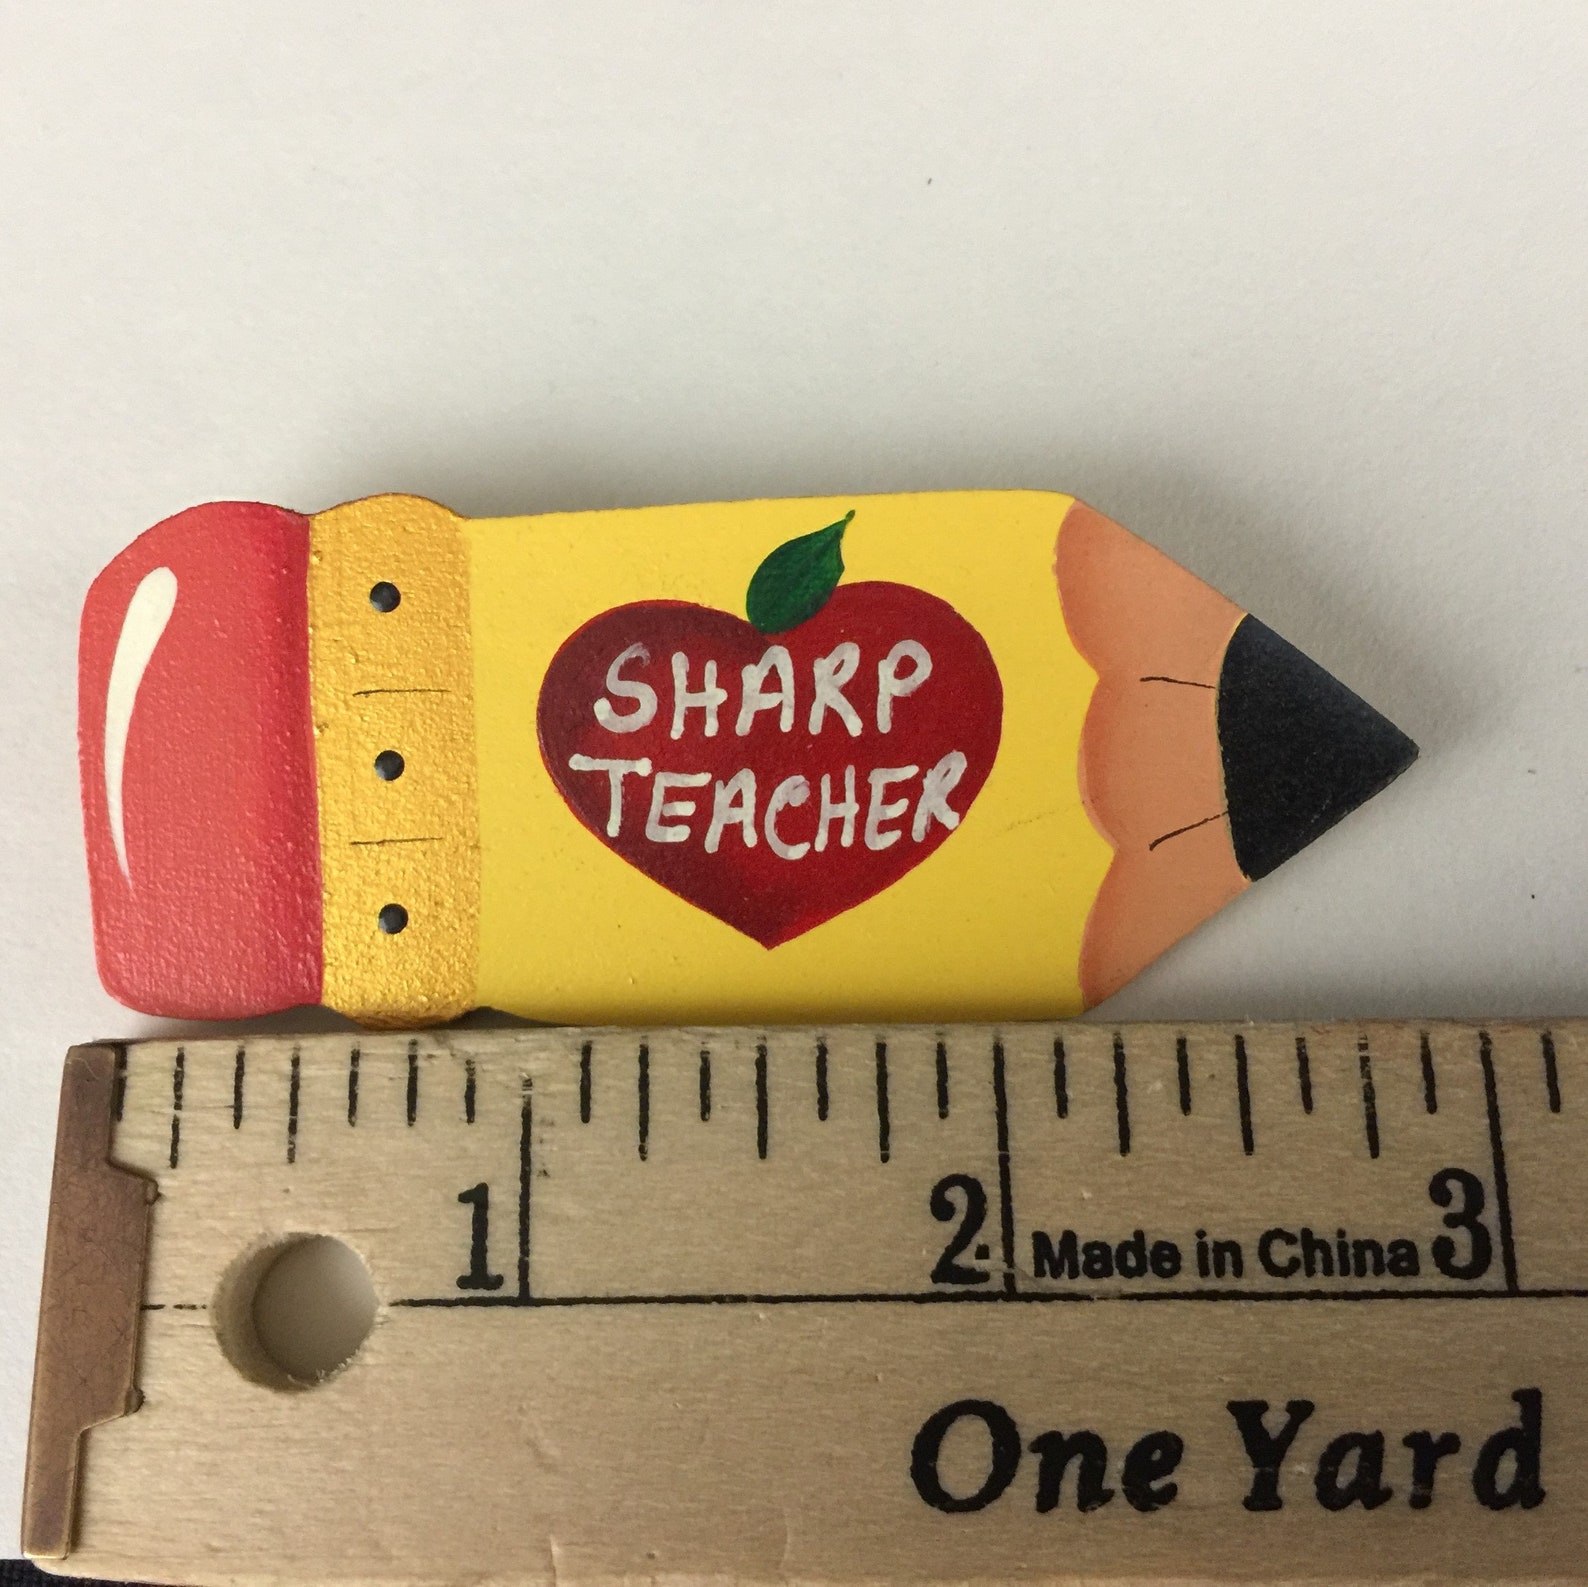 SHARP
TEACHER
1 2 Made in China 3
One Yard